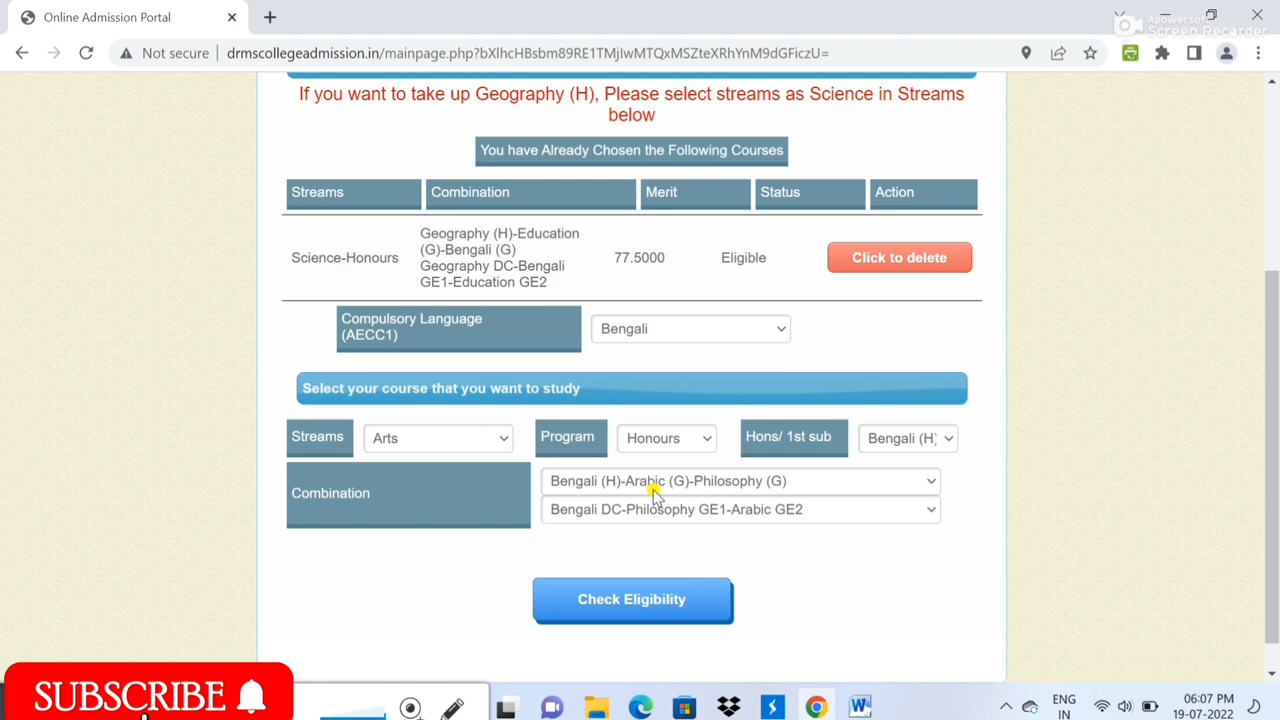 Online Admission Portal
Apowersoft
Screen Recorder
Not secure
drmscollegeadmission.in/mainpage.php?bXlhcHBsbm89RE1TMjIwMTQxMSZteXRhYnM9dGFiczU=
If you want to take up Geography (H), Please select streams as Science in Streams
below
You have Already Chosen the Following Courses
Streams Combination Merit Status Action
Science-Honours
Geography (H)-Education
(G)-Bengali (G)
Geography DC-Bengali
GE1-Education GE2
77.5000
Eligible
Click to delete
Compulsory Language
(AECC1)
Bengali
Select your course that you want to study
Streams Arts Program Honours Hons/ 1st sub Bengali (H)
Combination
Bengali (H)-Arabic (G)-Philosophy (G)
Bengali DC-Philosophy GE1-Arabic GE2
Check Eligibility
SUBSCRIBE
ENG
IN
06:07 PM
19-07-2022